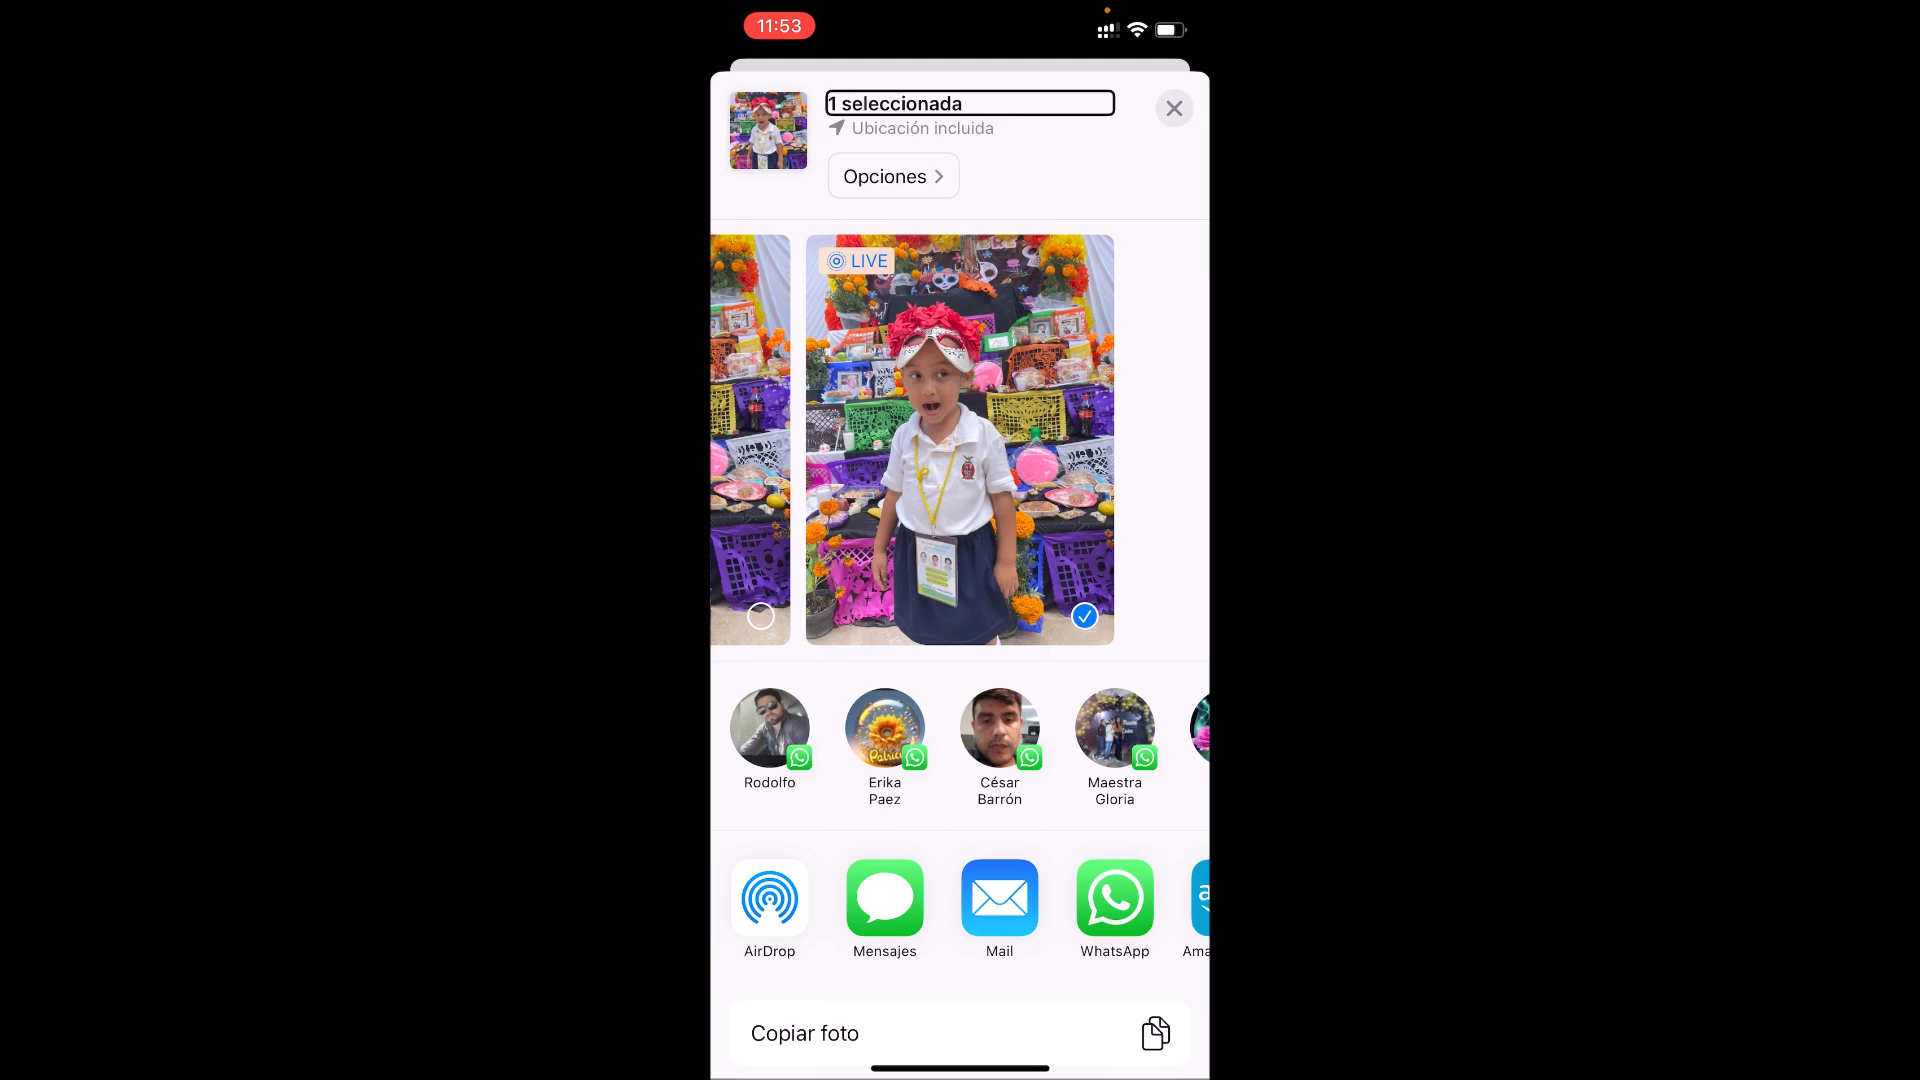 11:53
1 seleccionada
Ubicación incluida
Opciones
LIVE
Rodolfo
Erika
Paez
César
Barrón
Maestra
Gloria
AirDrop
Mensajes
Mail
WhatsApp
Ama
Copiar foto